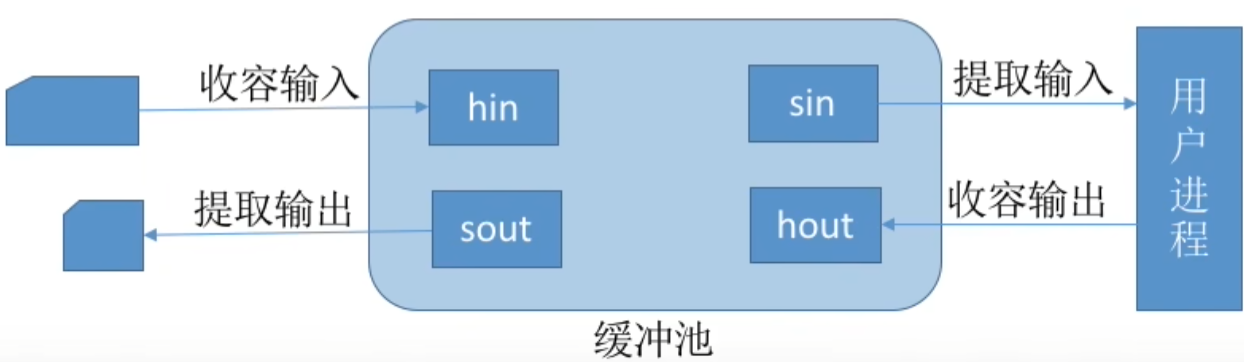 收容输入
hin
sin
提取输入
提取输出
sout
hout
收容输出
用户进程
缓冲池